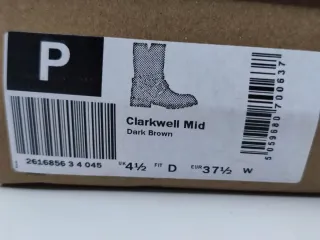 P
Clarkwell Mid
Dark Brown
2616856 3 4 045
UK 4½ FIT D EUR 37½ W
5 059680 700637